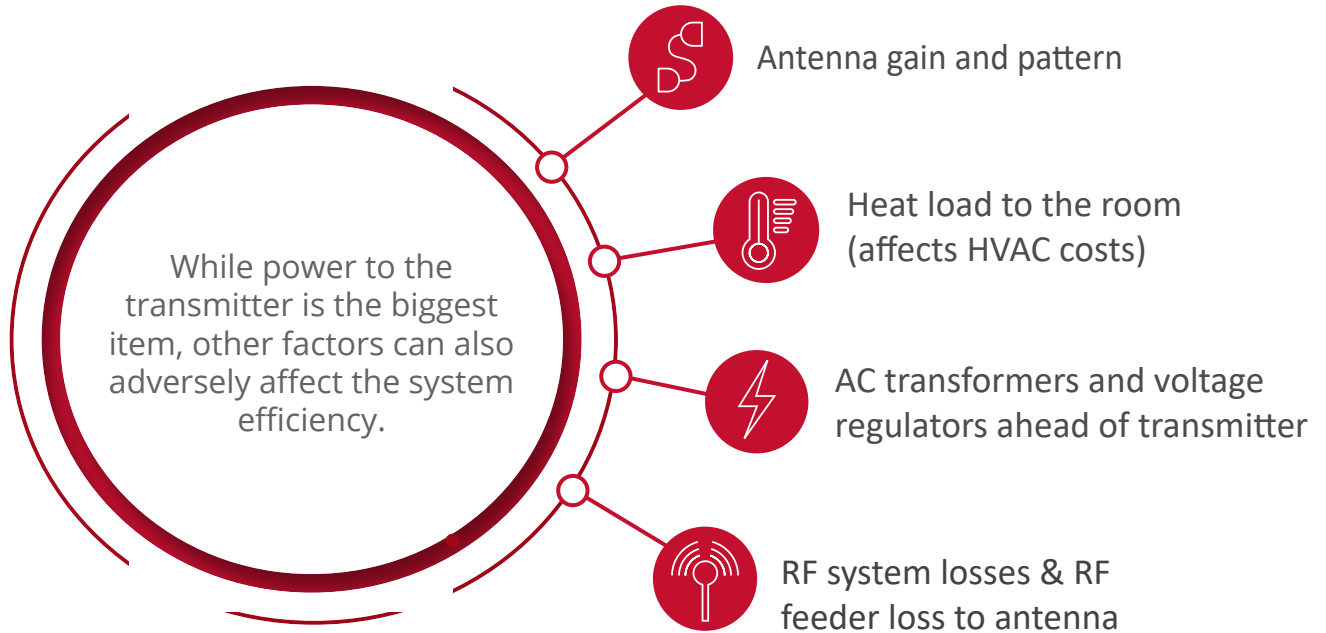 While power to the
transmitter is the biggest
item, other factors can also
adversely affect the system
efficiency.
Antenna gain and pattern
Heat load to the room
(affects HVAC costs)
AC transformers and voltage
regulators ahead of transmitter
RF system losses & RF
feeder loss to antenna